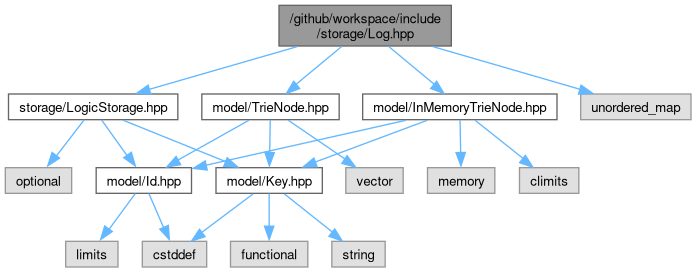 /github/workspace/include
/storage/Log.hpp
storage/LogicStorage.hpp
model/TrieNode.hpp
model/InMemoryTrieNode.hpp
unordered_map
optional
model/Id.hpp
model/Key.hpp
vector
memory
climits
limits
cstddef
functional
string